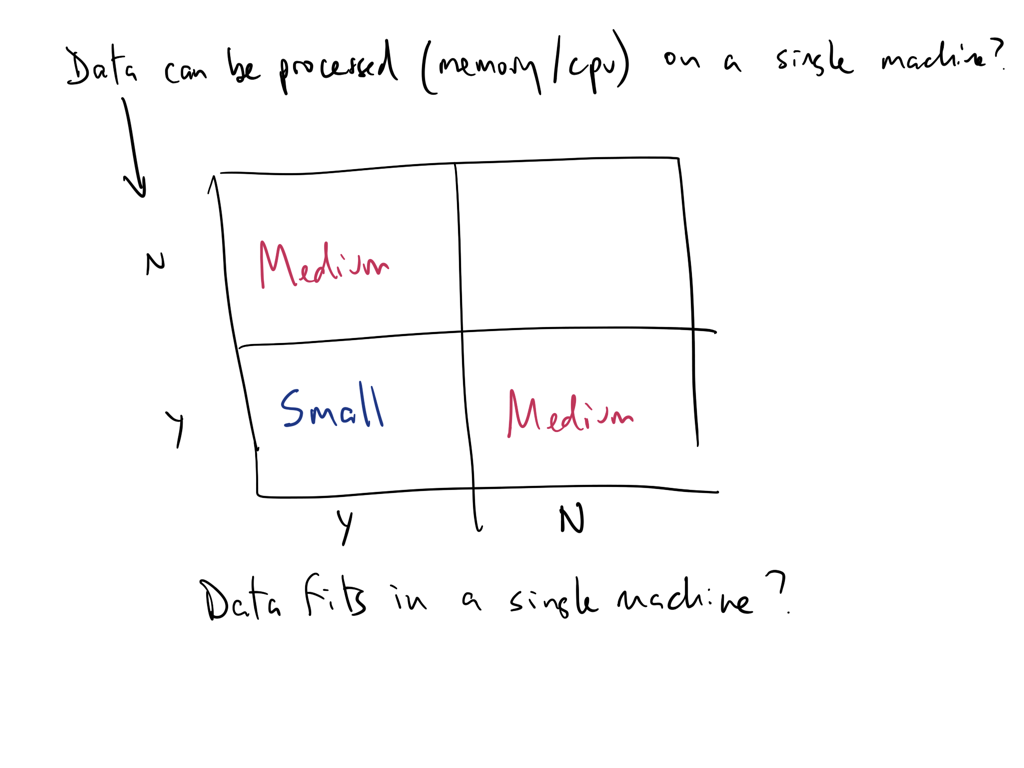 Data can be processed (memory/cpu) on a single machine?
N
Medium
Y
Small
Medium
Y
N
Data fits in a single machine?